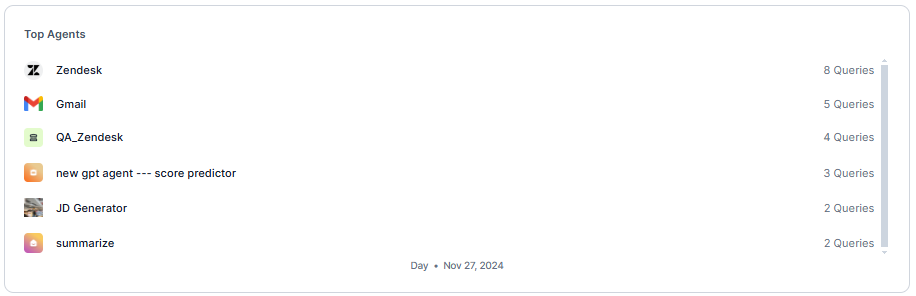 Top Agents
Zendesk 8 Queries
Gmail 5 Queries
QA_Zendesk 4 Queries
new gpt agent --- score predictor 3 Queries
JD Generator 2 Queries
summarize 2 Queries
Day • Nov 27, 2024